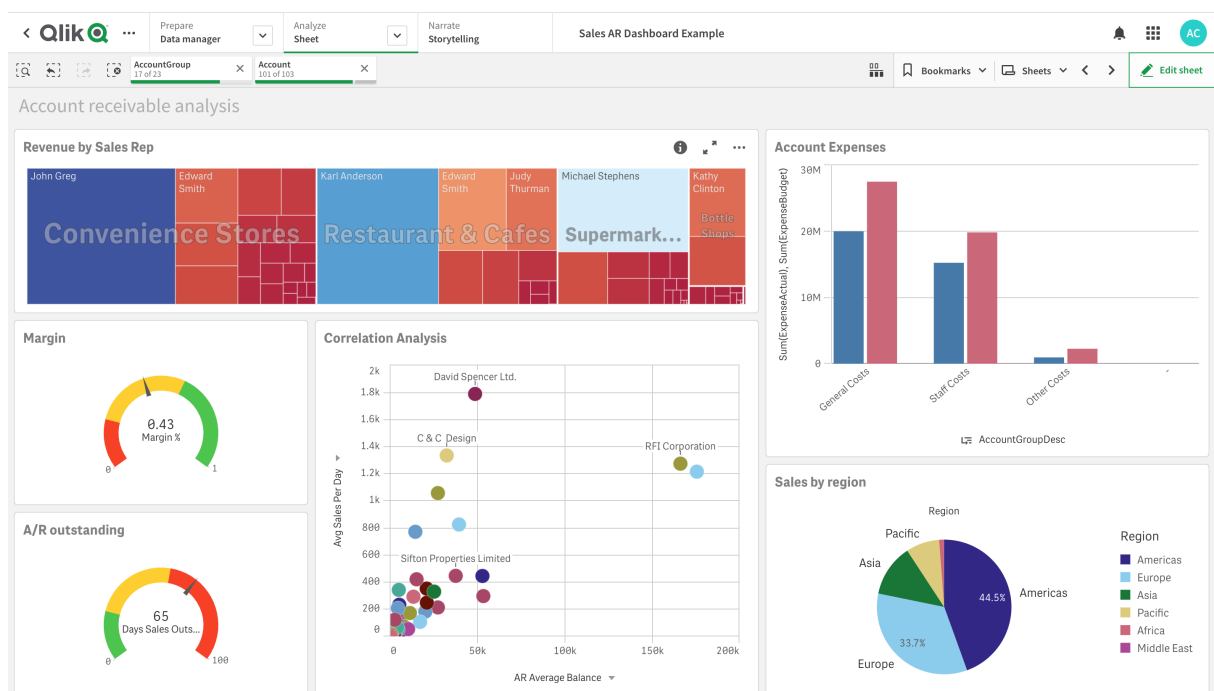 Qlik
Prepare
Data manager
Analyze
Sheet
Narrate
Storytelling
Sales AR Dashboard Example
AC
AccountGroup
17 of 23
Account
101 of 103
Bookmarks
Sheets
Edit sheet
Account receivable analysis
Revenue by Sales Rep
John Greg
Edward
Smith
Karl Anderson
Edward
Smith
Judy
Thurman
Michael Stephens
Kathy
Clinton
Convenience Stores
Restaurant & Cafes
Supermark...
Bottle
Shops
Account Expenses
Sum(ExpenseActual), Sum(ExpenseBudget)
30M
20M
10M
0
General Costs
Staff Costs
Other Costs
-
AccountGroupDesc
Margin
0.43
Margin %
0
1
A/R outstanding
65
Days Sales Outs...
0
100
Correlation Analysis
Avg Sales Per Day
2k
1.8k
1.6k
1.4k
1.2k
1k
800
600
400
200
0
David Spencer Ltd.
C & C Design
RFI Corporation
Sifton Properties Limited
0
50k
100k
150k
200k
AR Average Balance
Sales by region
Region
Pacific
Asia
Americas
Europe
44.5%
33.7%
Region
Americas
Europe
Asia
Pacific
Africa
Middle East